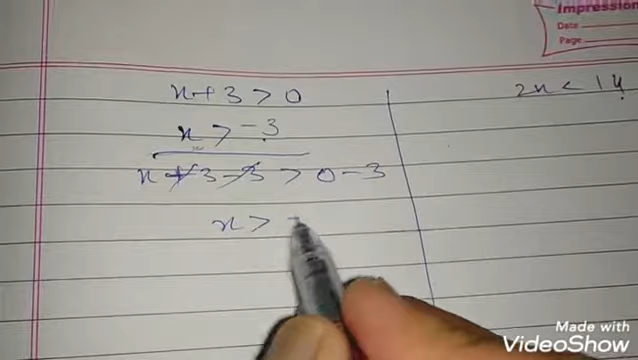 Impression
Date
Page
x + 3 > 0
x > -3
x + 3 - 3 > 0 - 3
x > -
2x < 14
Made with
VideoShow